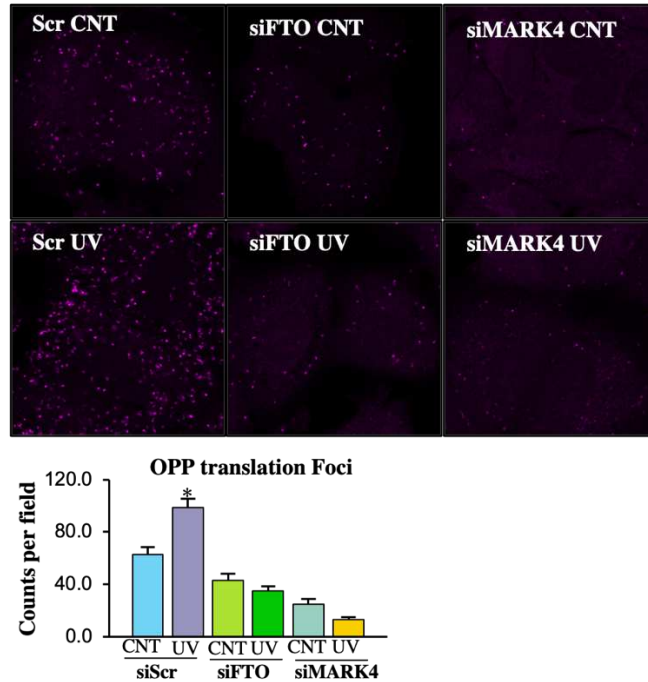 Scr CNT
siFTO CNT
siMARK4 CNT
Scr UV
siFTO UV
siMARK4 UV
OPP translation Foci
Counts per field
120.0
80.0
40.0
0.0
*
CNT UV CNT UV CNT UV
siScr siFTO siMARK4